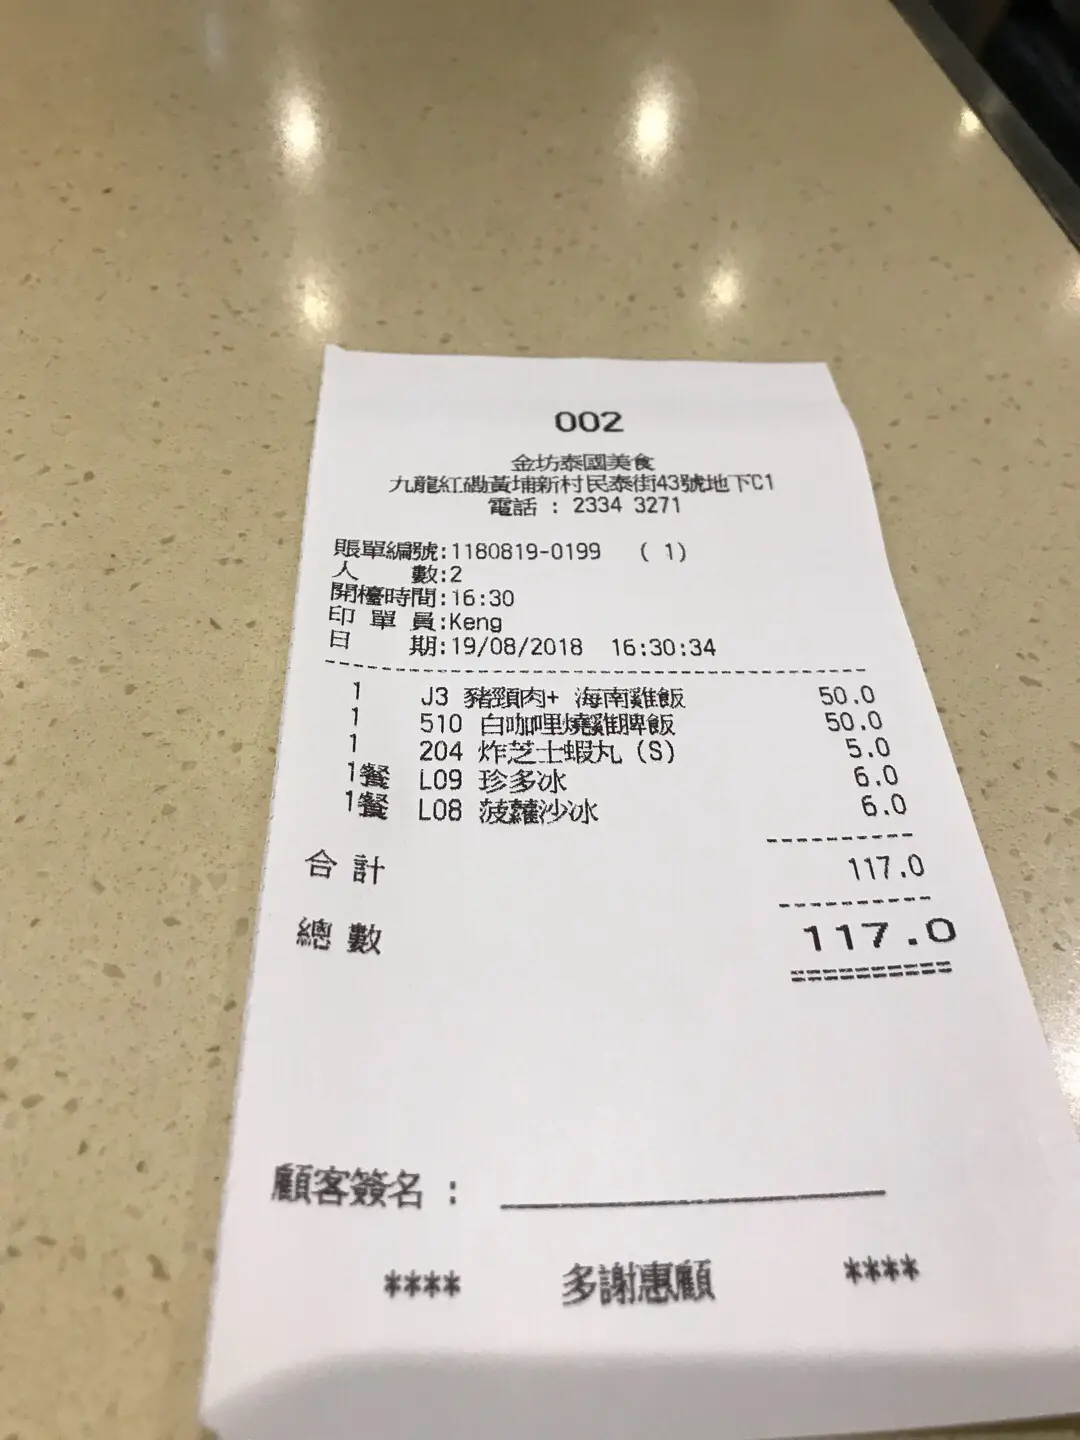 002
金坊泰國美食
九龍紅磡黃埔新村民泰街43號地下C1
電話 : 2334 3271
賬單編號:1180819-0199 ( 1)
人 數:2
開檯時間:16:30
印 單 員:Keng
日 期:19/08/2018 16:30:34
1 J3 豬頸肉+ 海南雞飯 50.0
1 510 白咖哩燒雞脾飯 50.0
1 204 炸芝士蝦丸 (S) 5.0
1餐 L09 珍多冰 6.0
1餐 L08 菠蘿沙冰 6.0
合 計 117.0
總 數 117.0
顧客簽名 :
**** 多謝惠顧 ****